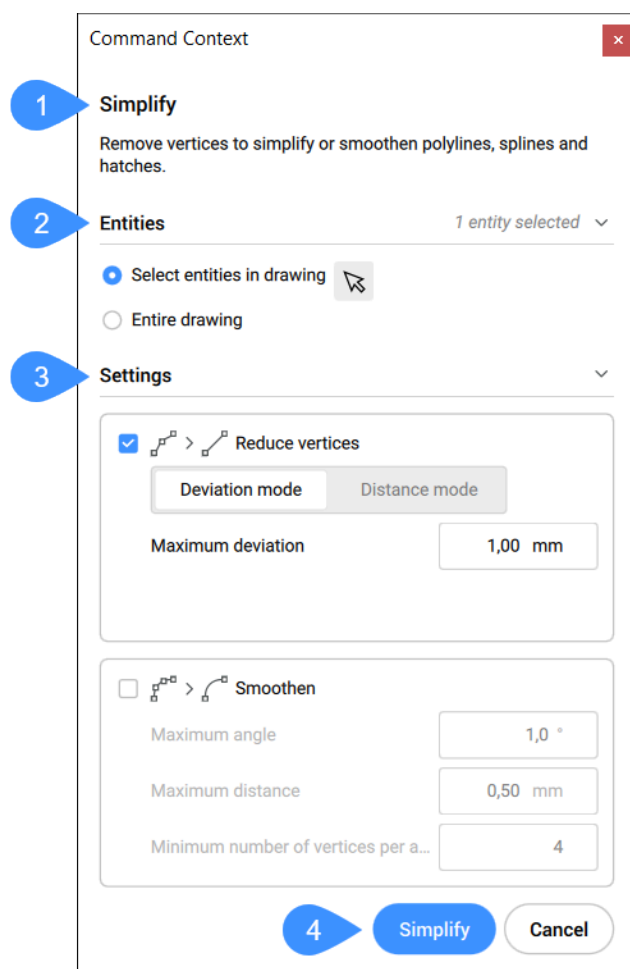 Command Context
×
1
Simplify
Remove vertices to simplify or smoothen polylines, splines and
hatches.
2
Entities
1 entity selected
Select entities in drawing
Entire drawing
3
Settings
> Reduce vertices
Deviation mode Distance mode
Maximum deviation 1,00 mm
> Smoothen
Maximum angle 1,0 °
Maximum distance 0,50 mm
Minimum number of vertices per a... 4
4
Simplify Cancel